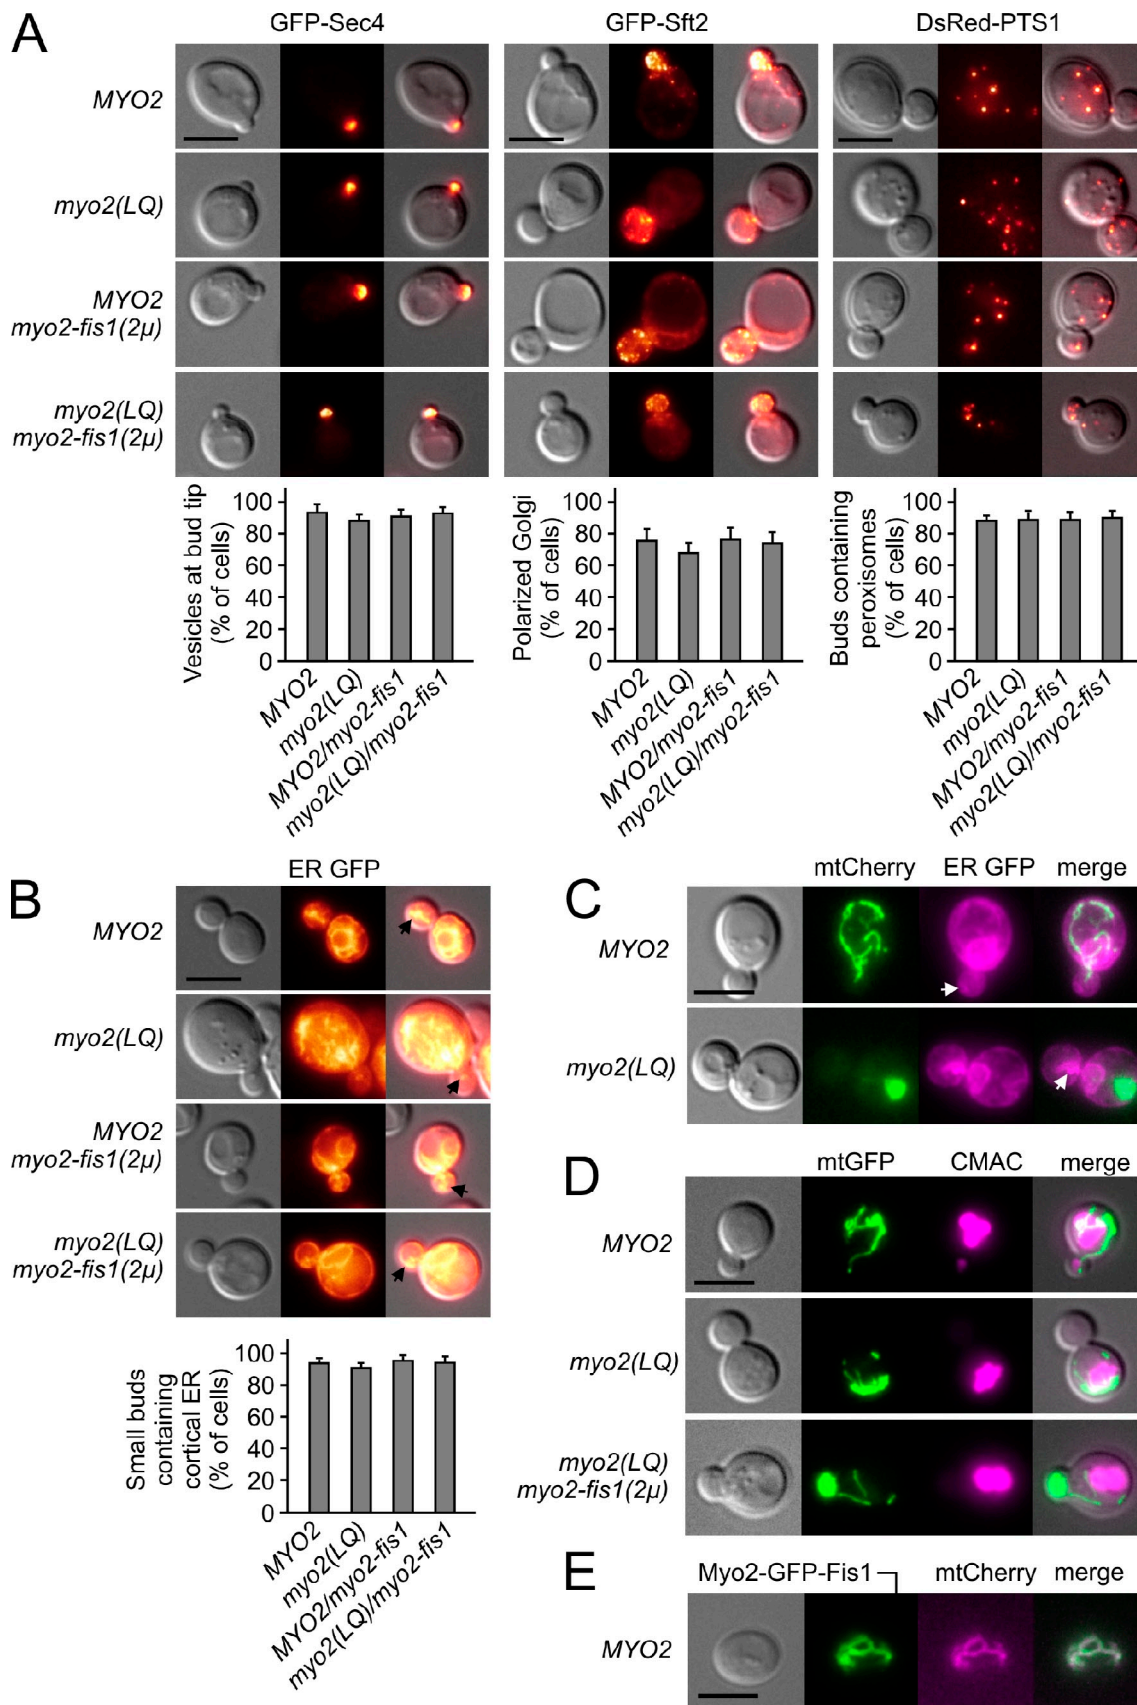 A
GFP-Sec4
GFP-Sft2
DsRed-PTS1
MYO2
myo2(LQ)
MYO2
myo2-fis1(2µ)
myo2(LQ)
myo2-fis1(2µ)
Vesicles at bud tip
(% of cells)
100
80
60
40
20
0
MYO2
myo2(LQ)
MYO2/myo2-fis1
myo2(LQ)/myo2-fis1
Polarized Golgi
(% of cells)
100
80
60
40
20
0
MYO2
myo2(LQ)
MYO2/myo2-fis1
myo2(LQ)/myo2-fis1
Buds containing
peroxisomes
(% of cells)
100
80
60
40
20
0
MYO2
myo2(LQ)
MYO2/myo2-fis1
myo2(LQ)/myo2-fis1
B
ER GFP
MYO2
myo2(LQ)
MYO2
myo2-fis1(2µ)
myo2(LQ)
myo2-fis1(2µ)
Small buds
containing
cortical ER
(% of cells)
100
80
60
40
20
0
MYO2
myo2(LQ)
MYO2/myo2-fis1
myo2(LQ)/myo2-fis1
C
mtCherry
ER GFP
merge
MYO2
myo2(LQ)
D
mtGFP
CMAC
merge
MYO2
myo2(LQ)
myo2(LQ)
myo2-fis1(2µ)
E
Myo2-GFP-Fis1
mtCherry
merge
MYO2